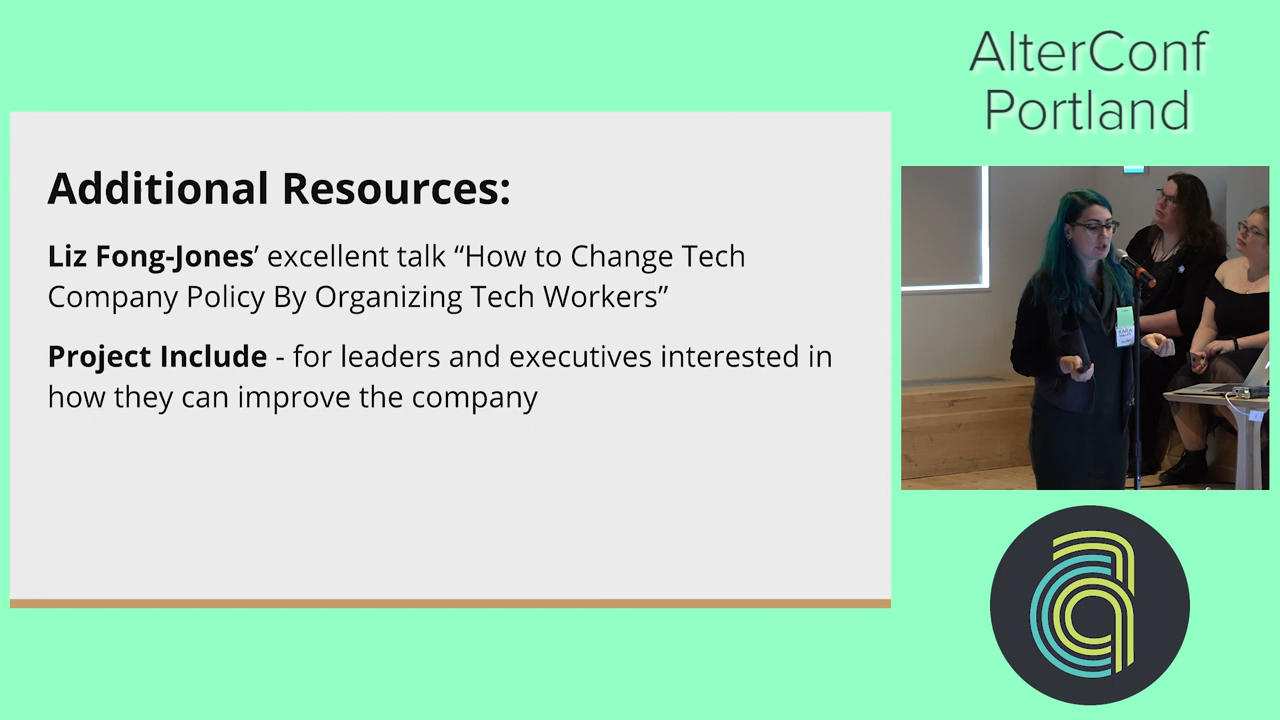 AlterConf
Portland
Additional Resources:
Liz Fong-Jones’ excellent talk “How to Change Tech
Company Policy By Organizing Tech Workers”
Project Include - for leaders and executives interested in
how they can improve the company